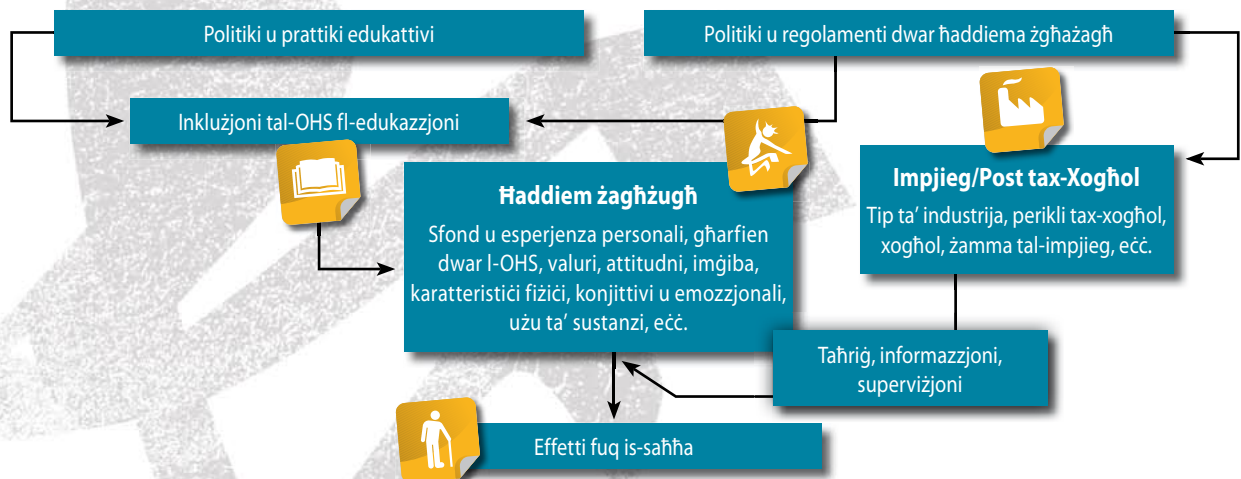 Politiki u prattiki edukattivi
Politiki u regolamenti dwar ħaddiema żgħażagħ
Inklużjoni tal-OHS fl-edukazzjoni
Ħaddiem żagħżugħ
Sfond u esperjenza personali, għarfien
dwar l-OHS, valuri, attitudni, imġiba,
karatteristiċi fiżiċi, konjittivi u emozzjonali,
użu ta’ sustanzi, eċċ.
Impjieg/Post tax-Xogħol
Tip ta’ industrija, perikli tax-xogħol,
xogħol, żamma tal-impjieg, eċċ.
Taħriġ, informazzjoni,
superviżjoni
Effetti fuq is-saħħa